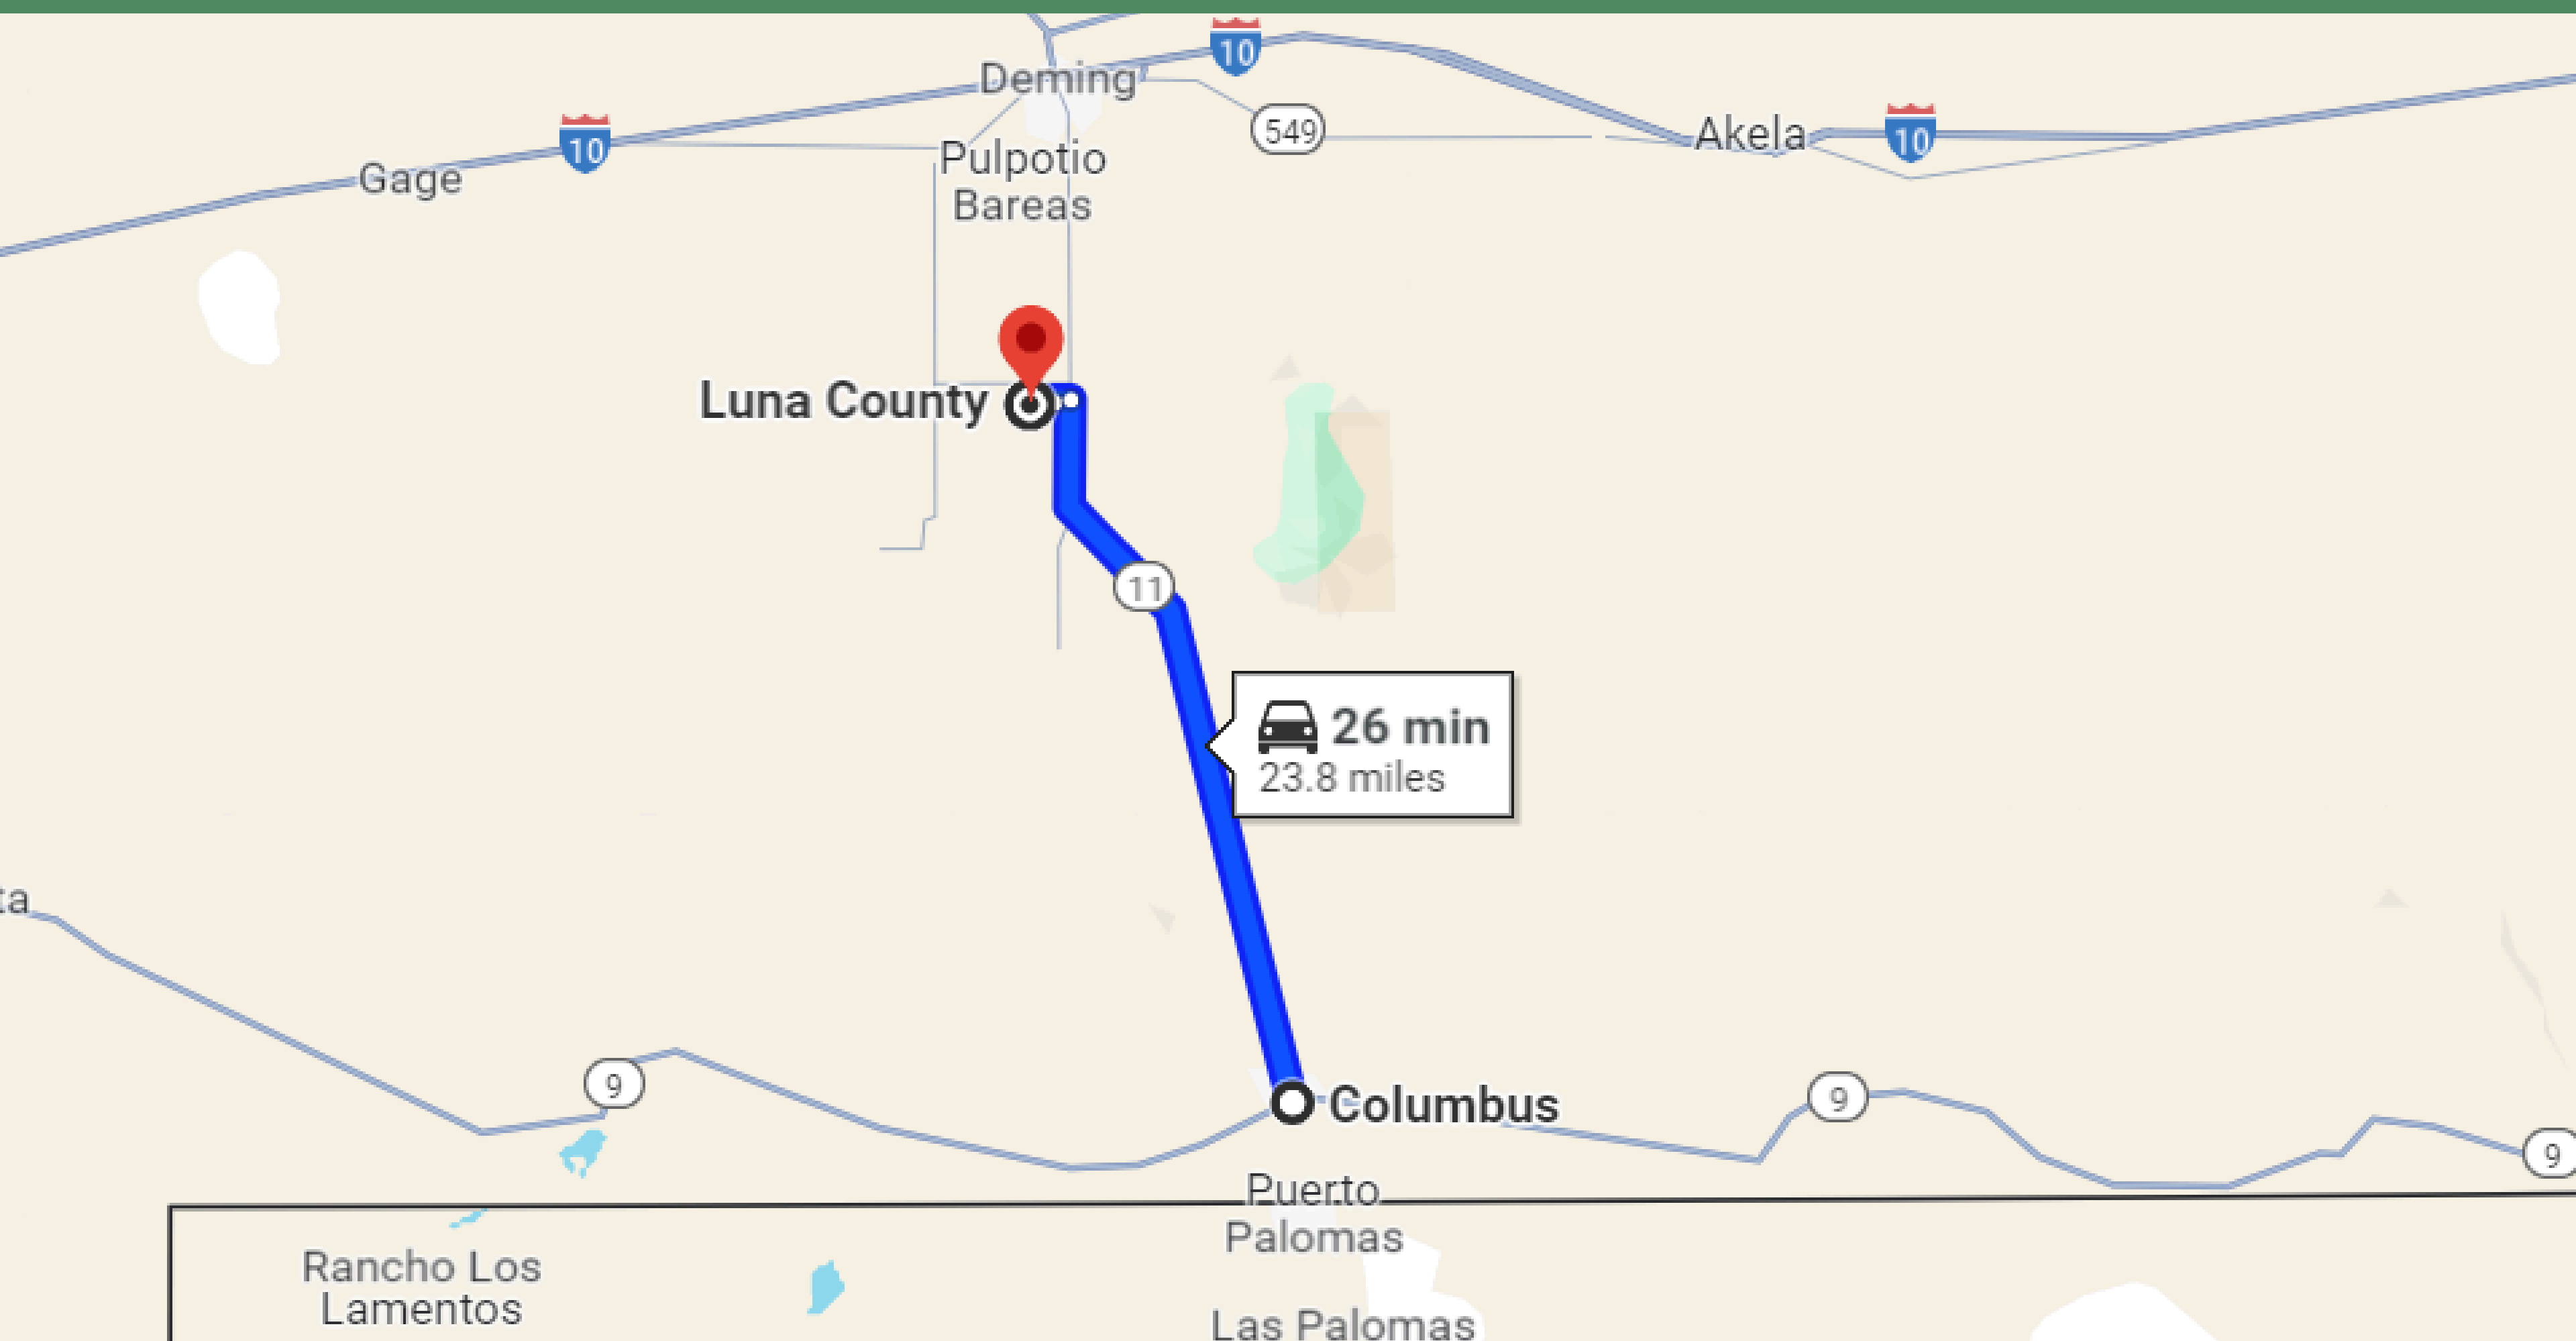 10
Deming
549
Akela
10
10
Gage
Pulpotio
Bareas
Luna County
11
26 min
23.8 miles
ta
9
Columbus
9
9
Puerto
Palomas
Rancho Los
Lamentos
Las Palomas